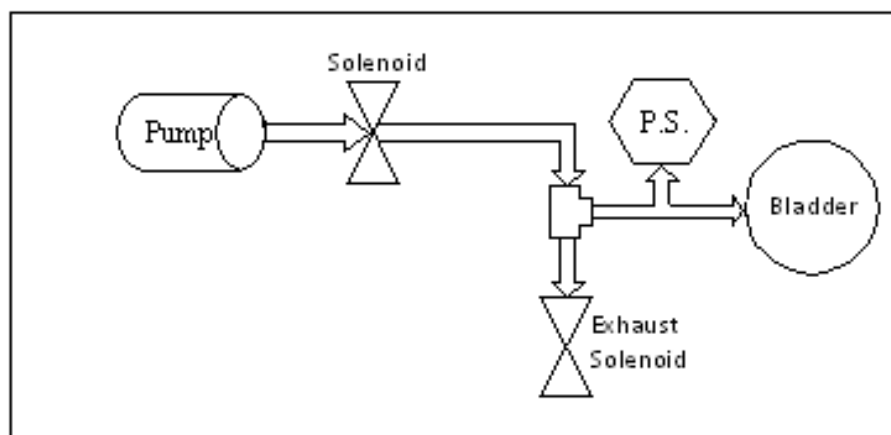 Solenoid
Pump
P.S.
Bladder
Exhaust
Solenoid